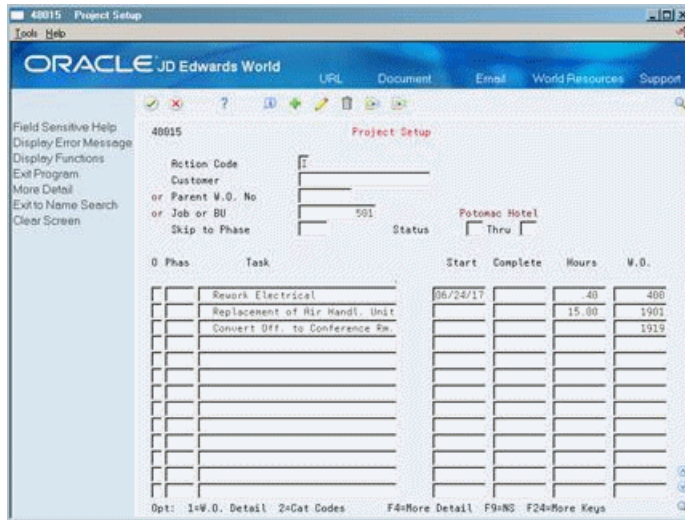 48015 Project Setup
Tools Help
ORACLE JD Edwards World
URL Document Email World Resources Support
Field Sensitive Help
Display Error Message
Display Functions
Exit Program
More Detail
Exit to Name Search
Clear Screen
48015 Project Setup
Action Code I
Customer
or Parent W.O. No
or Job or BU 501 Potomac Hotel
Skip to Phase Status Thru
O Phas Task Start Complete Hours W.O.
Rework Electrical 06/24/17 .40 400
Replacement of Air Handl. Unit 15.00 1901
Convert Off. to Conference Rm. 1919
Opt: 1=W.O. Detail 2=Cat Codes F4=More Detail F9=NS F24=More Keys